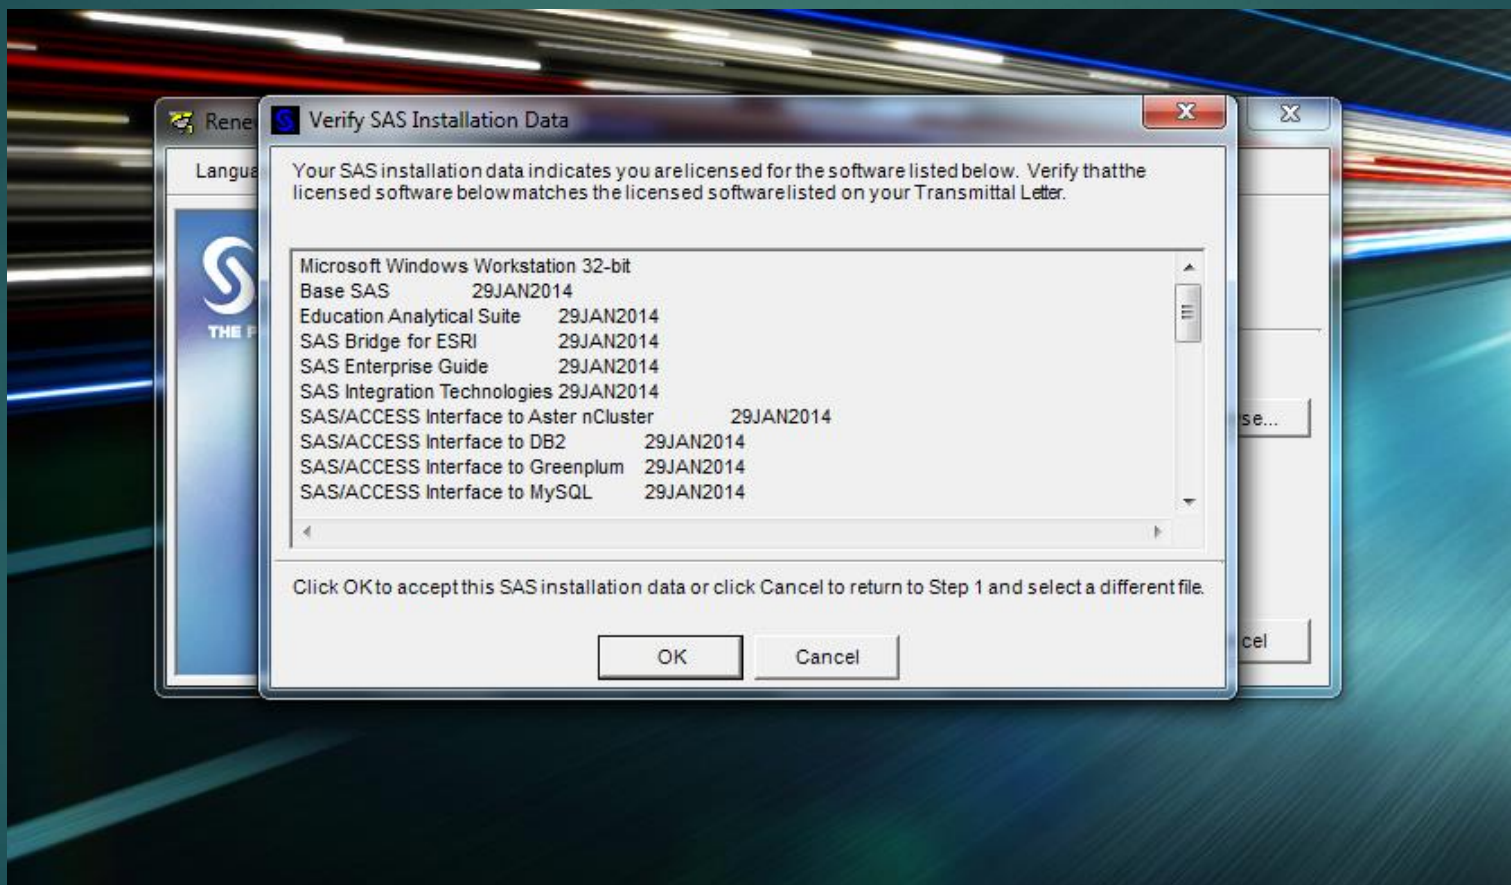 Rene
Verify SAS Installation Data
Langua
Your SAS installation data indicates you are licensed for the software listed below. Verify that the
licensed software below matches the licensed software listed on your Transmittal Letter.
Microsoft Windows Workstation 32-bit
Base SAS 29JAN2014
Education Analytical Suite 29JAN2014
SAS Bridge for ESRI 29JAN2014
SAS Enterprise Guide 29JAN2014
SAS Integration Technologies 29JAN2014
SAS/ACCESS Interface to Aster nCluster 29JAN2014
SAS/ACCESS Interface to DB2 29JAN2014
SAS/ACCESS Interface to Greenplum 29JAN2014
SAS/ACCESS Interface to MySQL 29JAN2014
THE P
se...
Click OK to accept this SAS installation data or click Cancel to return to Step 1 and select a different file.
OK
Cancel
cel